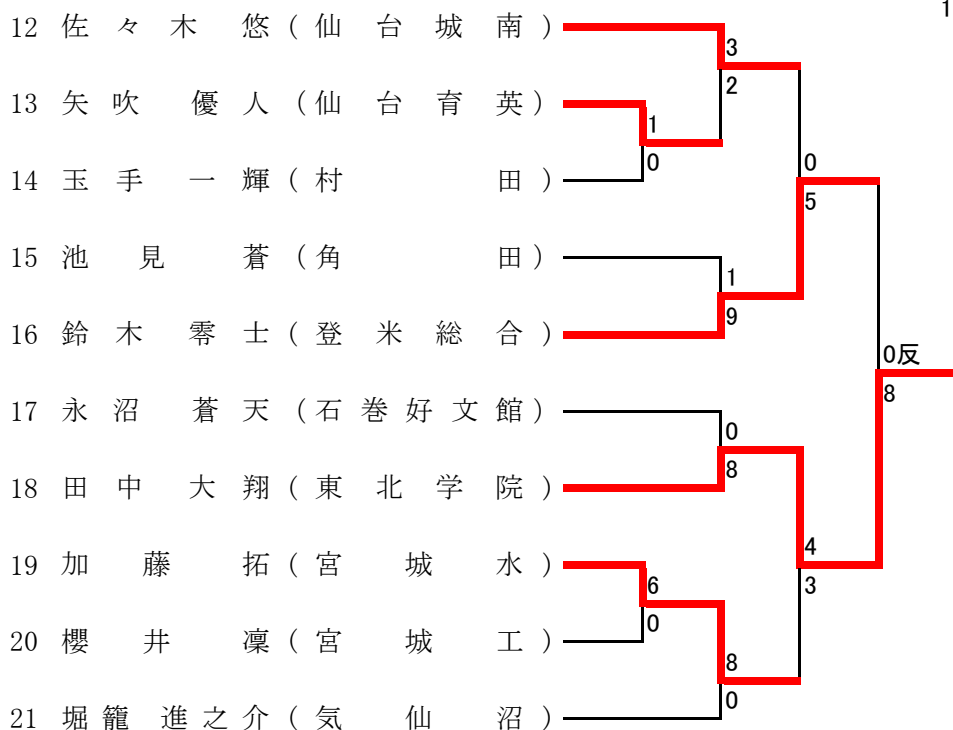 1
12 佐々木 悠 (仙台城南)
3
2
13 矢吹 優人 (仙台育英)
1
0
14 玉手 一輝 (村田)
0
5
15 池見 蒼 (角田)
1
9
16 鈴木 零士 (登米総合)
0反
8
17 永沼 蒼天 (石巻好文館)
0
8
18 田中 大翔 (東北学院)
4
3
19 加藤 拓 (宮城水)
6
0
20 櫻井 凜 (宮城工)
8
0
21 堀籠 進之介 (気仙沼)